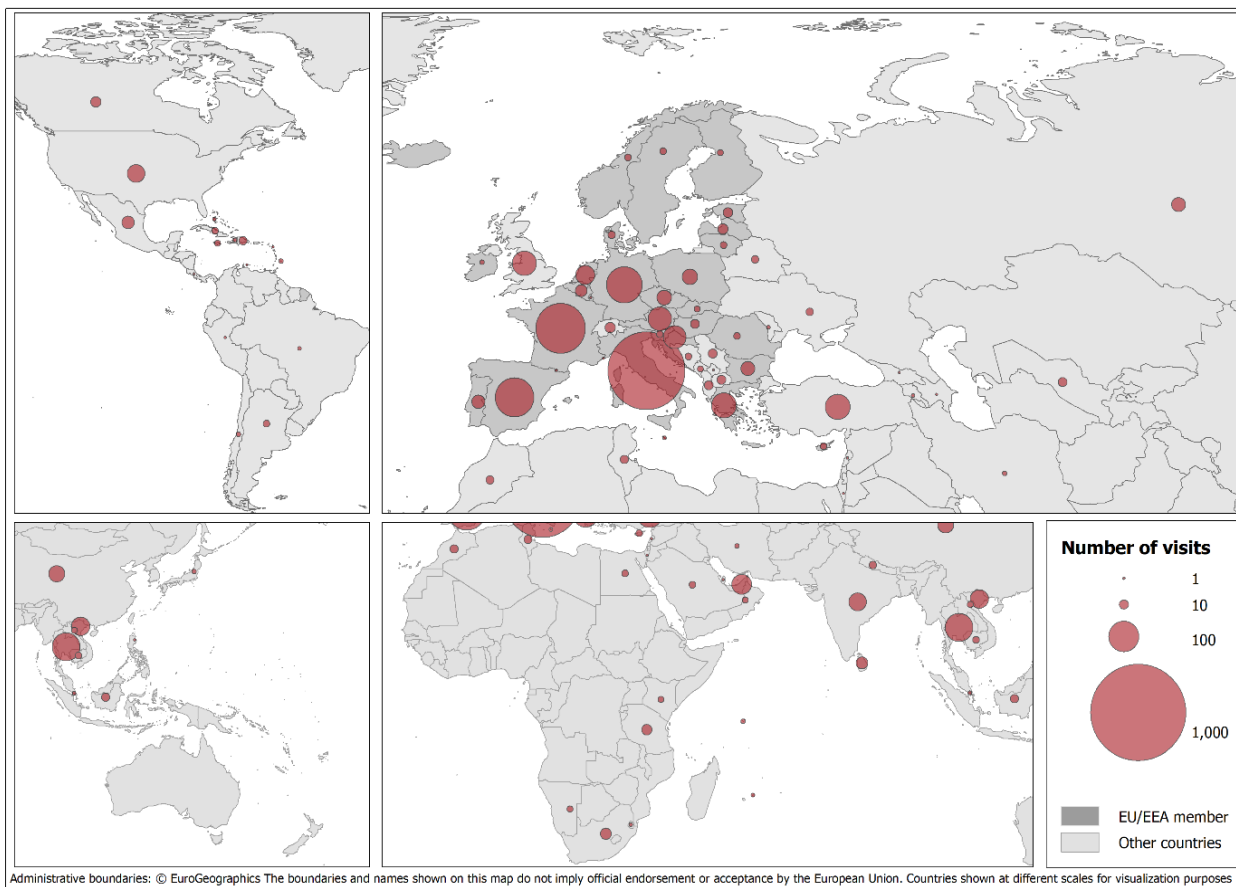 Number of visits
1
10
100
1,000
EU/EEA member
Other countries
Administrative boundaries: © EuroGeographics The boundaries and names shown on this map do not imply official endorsement or acceptance by the European Union. Countries shown at different scales for visualization purposes